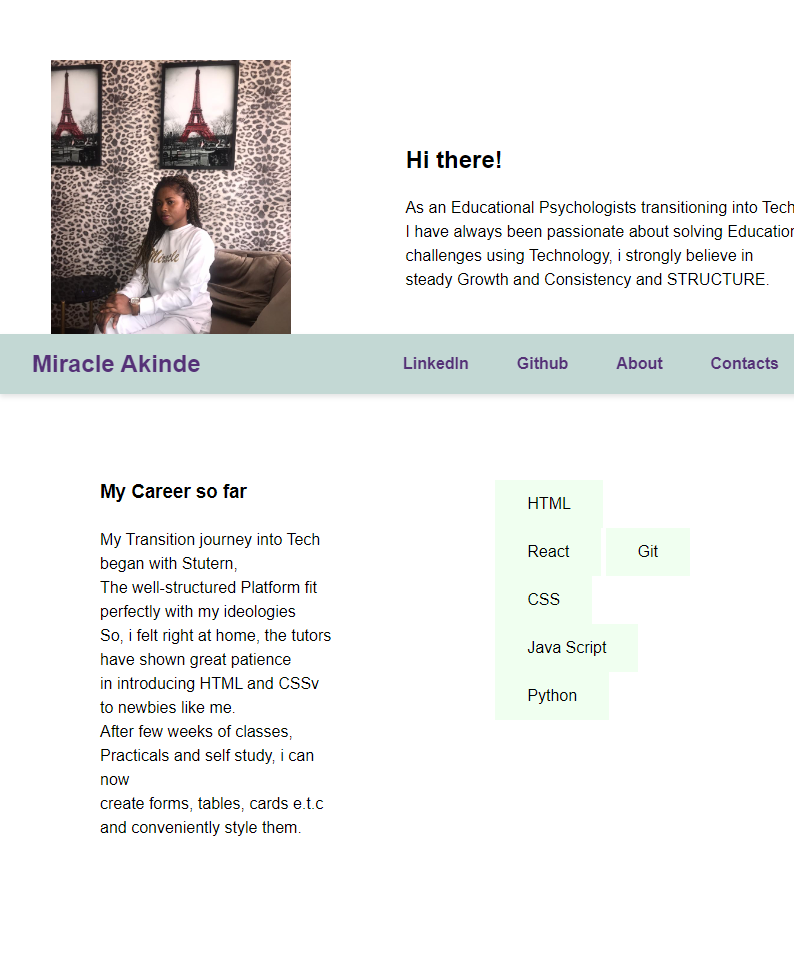 Miracle
Hi there!
As an Educational Psychologists transitioning into Tech
I have always been passionate about solving
challenges using Technology, i strongly believe in
steady Growth and Consistency and STRUCTURE.
Miracle Akinde
LinkedIn Github About Contacts
My Career so far
My Transition journey into Tech
began with Stutern,
The well-structured Platform fit
perfectly with my ideologies
So, i felt right at home, the tutors
have shown great patience
in introducing HTML and CSSv
to newbies like me.
After few weeks of classes,
Practicals and self study, i can
now
create forms, tables, cards e.t.c
and conveniently style them.
HTML
React Git
CSS
Java Script
Python